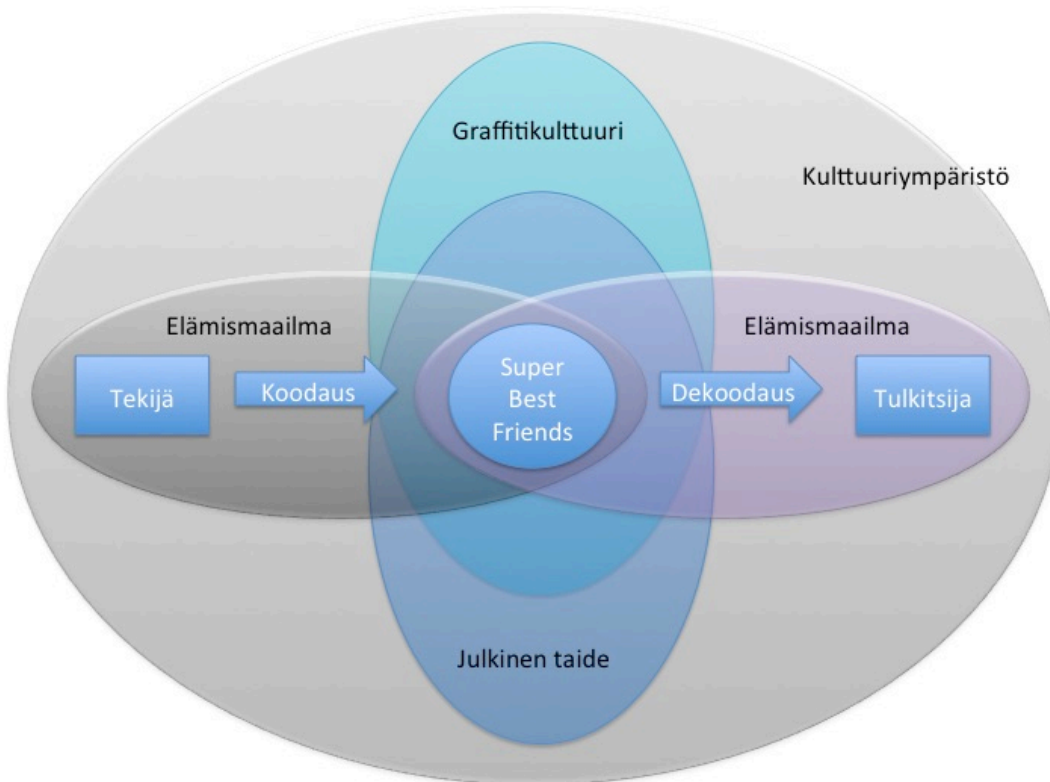 Graffitikulttuuri
Kulttuuriympäristö
Elämismaailma
Elämismaailma
Tekijä
Koodaus
Super
Best
Friends
Dekoodaus
Tulkitsija
Julkinen taide